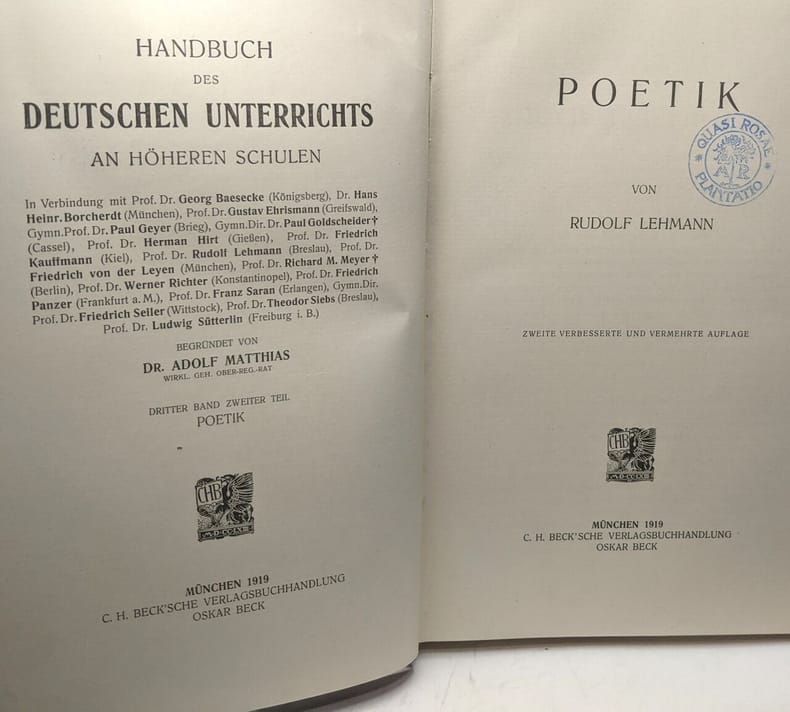 HANDBUCH
DES
DEUTSCHEN UNTERRICHTS
AN HÖHEREN SCHULEN
In Verbindung mit Prof. Dr. Georg Baesecke (Königsberg), Dr. Hans
Heinr. Borcherdt (München), Prof. Dr. Gustav Ehrismann (Greifswald),
Gymn.Prof. Dr. Paul Geyer (Brieg), Gymn.Dir. Dr. Paul Goldscheider†
(Cassel), Prof. Dr. Herman Hirt (Gießen), Prof. Dr. Friedrich
Kauffmann (Kiel), Prof. Dr. Rudolf Lehmann (Breslau), Prof. Dr.
Friedrich von der Leyen (München), Prof. Dr. Richard M. Meyer†
(Berlin), Prof. Dr. Werner Richter (Konstantinopel), Prof. Dr. Friedrich
Panzer (Frankfurt a. M.), Prof. Dr. Franz Saran (Erlangen), Gymn.Dir.
Prof. Dr. Friedrich Seiler (Wittstock), Prof. Dr. Theodor Siebs (Breslau),
Prof. Dr. Ludwig Sütterlin (Freiburg i. B.)
BEGRÜNDET VON
DR. ADOLF MATTHIAS
WIRKL. GEH. OBER-REG.-RAT
DRITTER BAND ZWEITER TEIL
POETIK
CHB
MDCCLXIII
MÜNCHEN 1919
C. H. BECK'SCHE VERLAGSBUCHHANDLUNG
OSKAR BECK
POETIK
QUASI ROSAE
AR
PLANTATIO
VON
RUDOLF LEHMANN
ZWEITE VERBESSERTE UND VERMEHRTE AUFLAGE
CHB
MDCCLXIII
MÜNCHEN 1919
C. H. BECK'SCHE VERLAGSBUCHHANDLUNG
OSKAR BECK